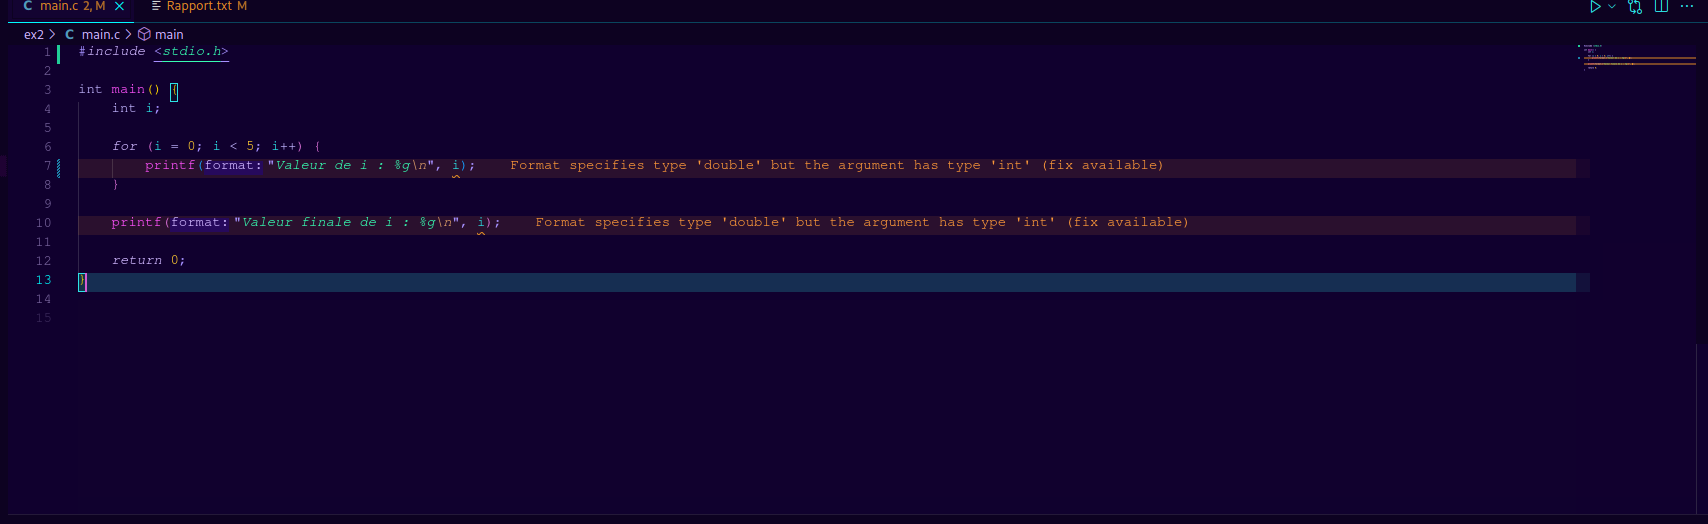 main.c 2, M Rapport.txt M
ex2 > C main.c > main
1 #include <stdio.h>
2
3 int main() {
4 int i;
5
6 for (i = 0; i < 5; i++) {
7 printf(format: "Valeur de i : %g\n", i); Format specifies type 'double' but the argument has type 'int' (fix available)
8 }
9
10 printf(format: "Valeur finale de i : %g\n", i); Format specifies type 'double' but the argument has type 'int' (fix available)
11
12 return 0;
13 }
14
15